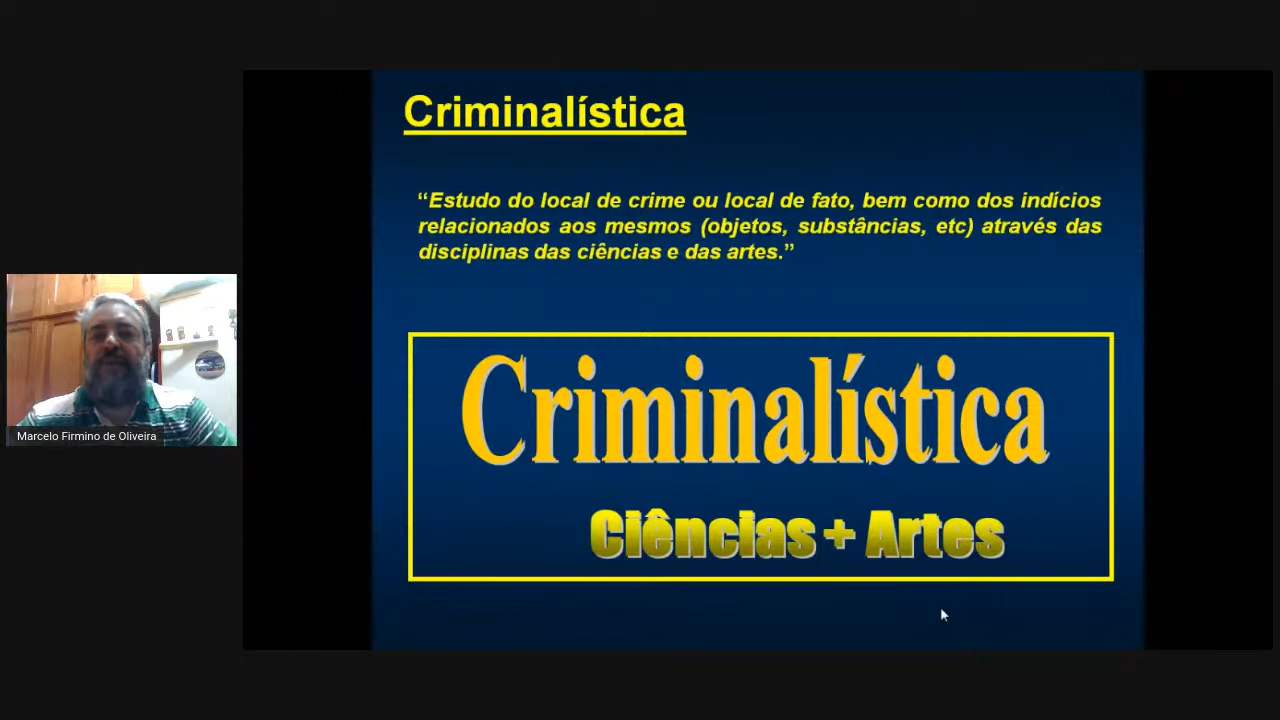 Criminalística
“Estudo do local de crime ou local de fato, bem como dos indícios
relacionados aos mesmos (objetos, substâncias, etc) através das
disciplinas das ciências e das artes.”
Criminalística
Ciências + Artes
Marcelo Firmino de Oliveira